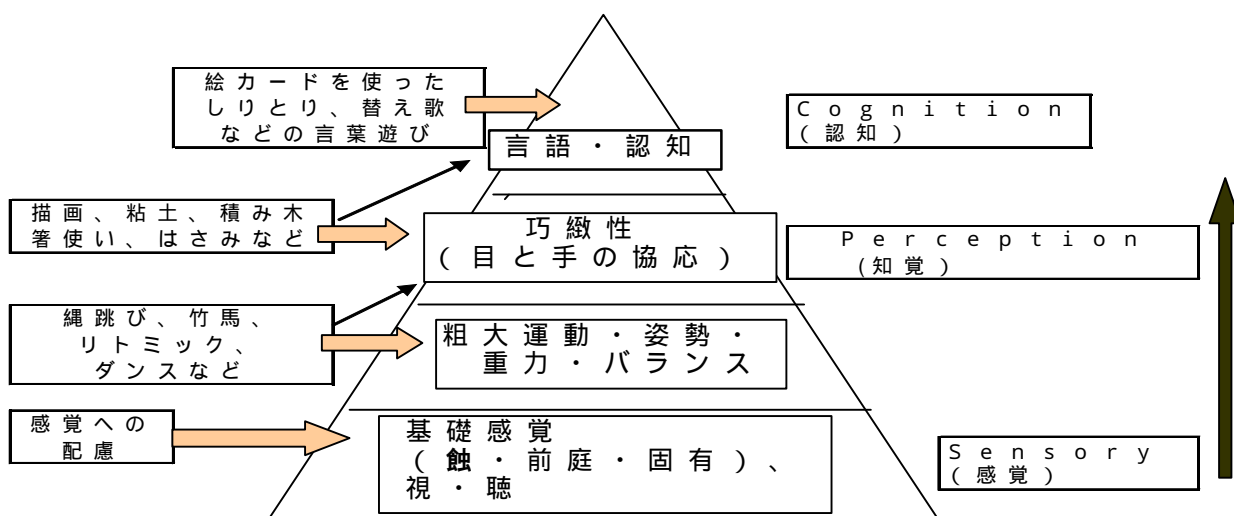 絵カードを使った
しりとり、替え歌
などの言葉遊び
言語・認知
Cognition
(認知)
描画、粘土、積み木
箸使い、はさみなど
巧緻性
(目と手の協応)
Perception
(知覚)
縄跳び、竹馬、
リトミック、
ダンスなど
粗大運動・姿勢・
重力・バランス
感覚への
配慮
基礎感覚
(蝕・前庭・固有)、
視・聴
Sensory
(感覚)